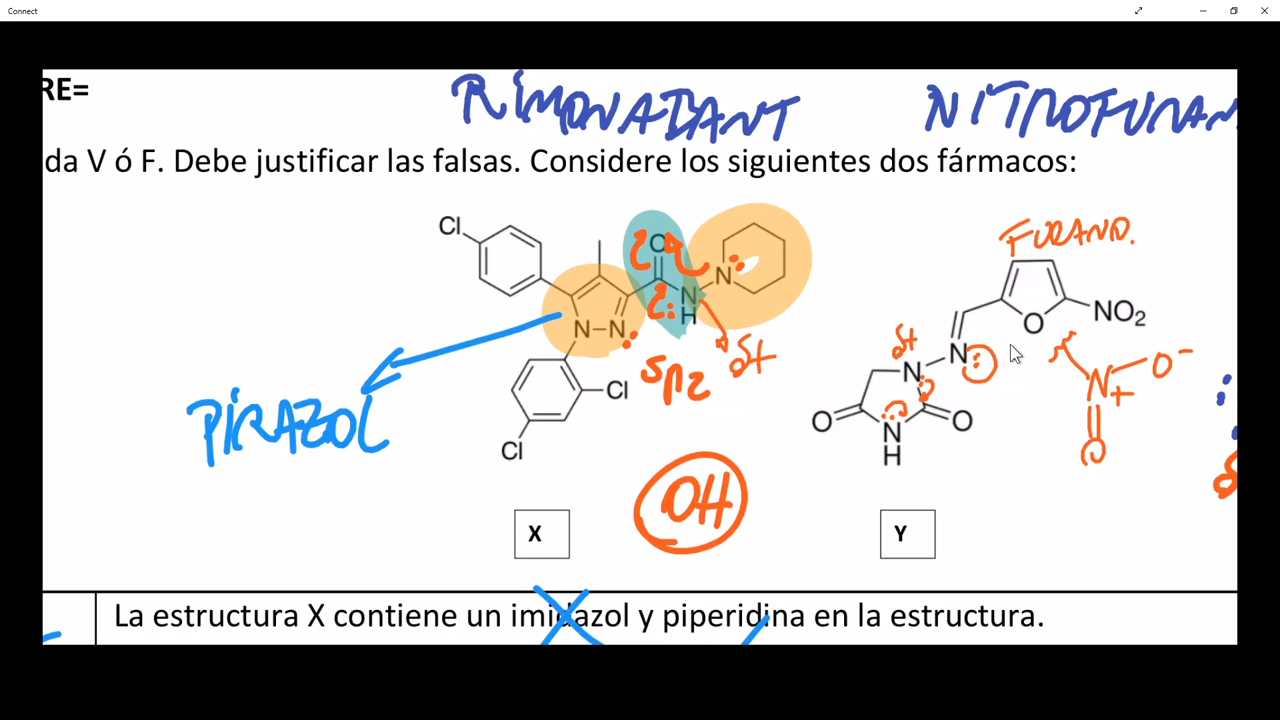 Connect
RE=
RIMONABANT NITROFURAN
da V ó F. Debe justificar las falsas. Considere los siguientes dos fármacos:
Cl
O
N
N
H
N
N
Cl
Cl
sp2
δ+
PIRAZOL
OH
FURANO.
O
NO2
N
δ+
N
O
O
N
H
N
+
O-
O
X
Y
La estructura X contiene un imidazol y piperidina en la estructura.